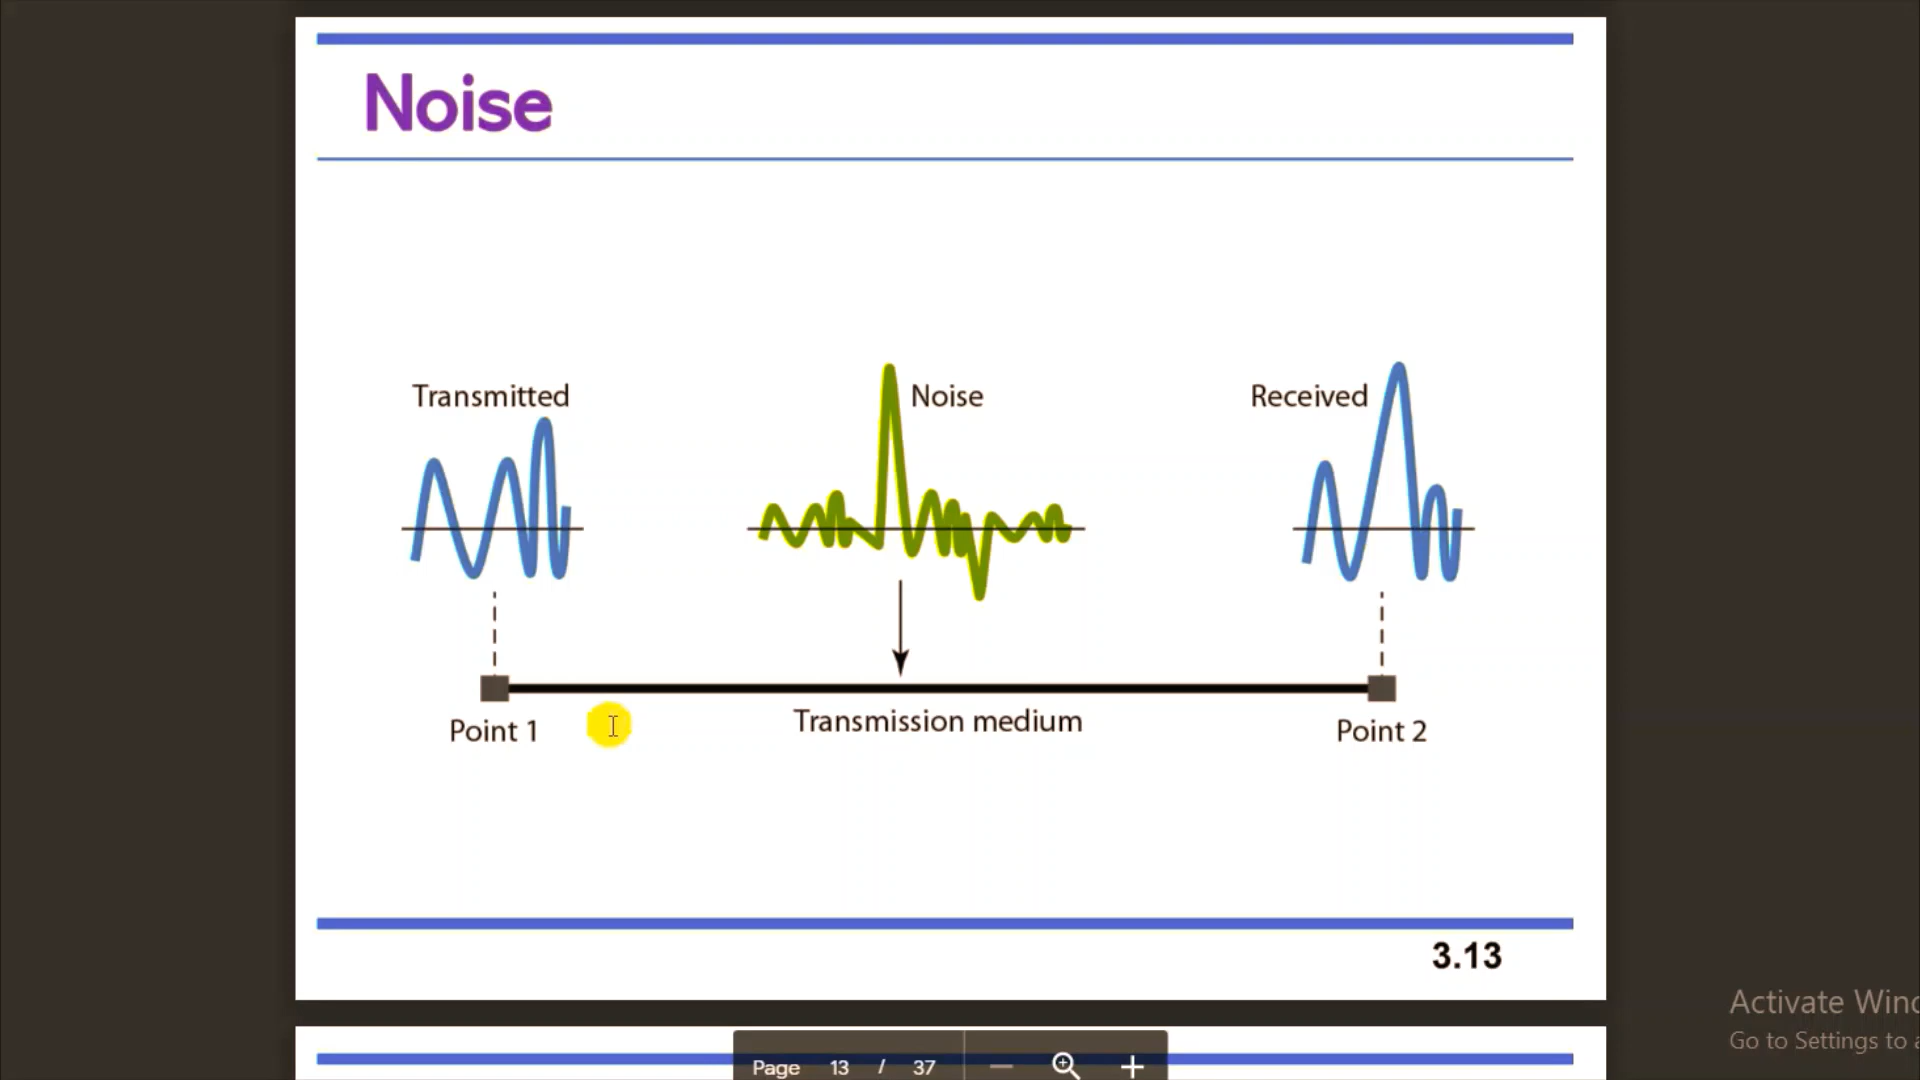 Noise
Transmitted
Noise
Received
Point 1
Transmission medium
Point 2
3.13
Activate Wind
Go to Settings to a
Page 13 / 37